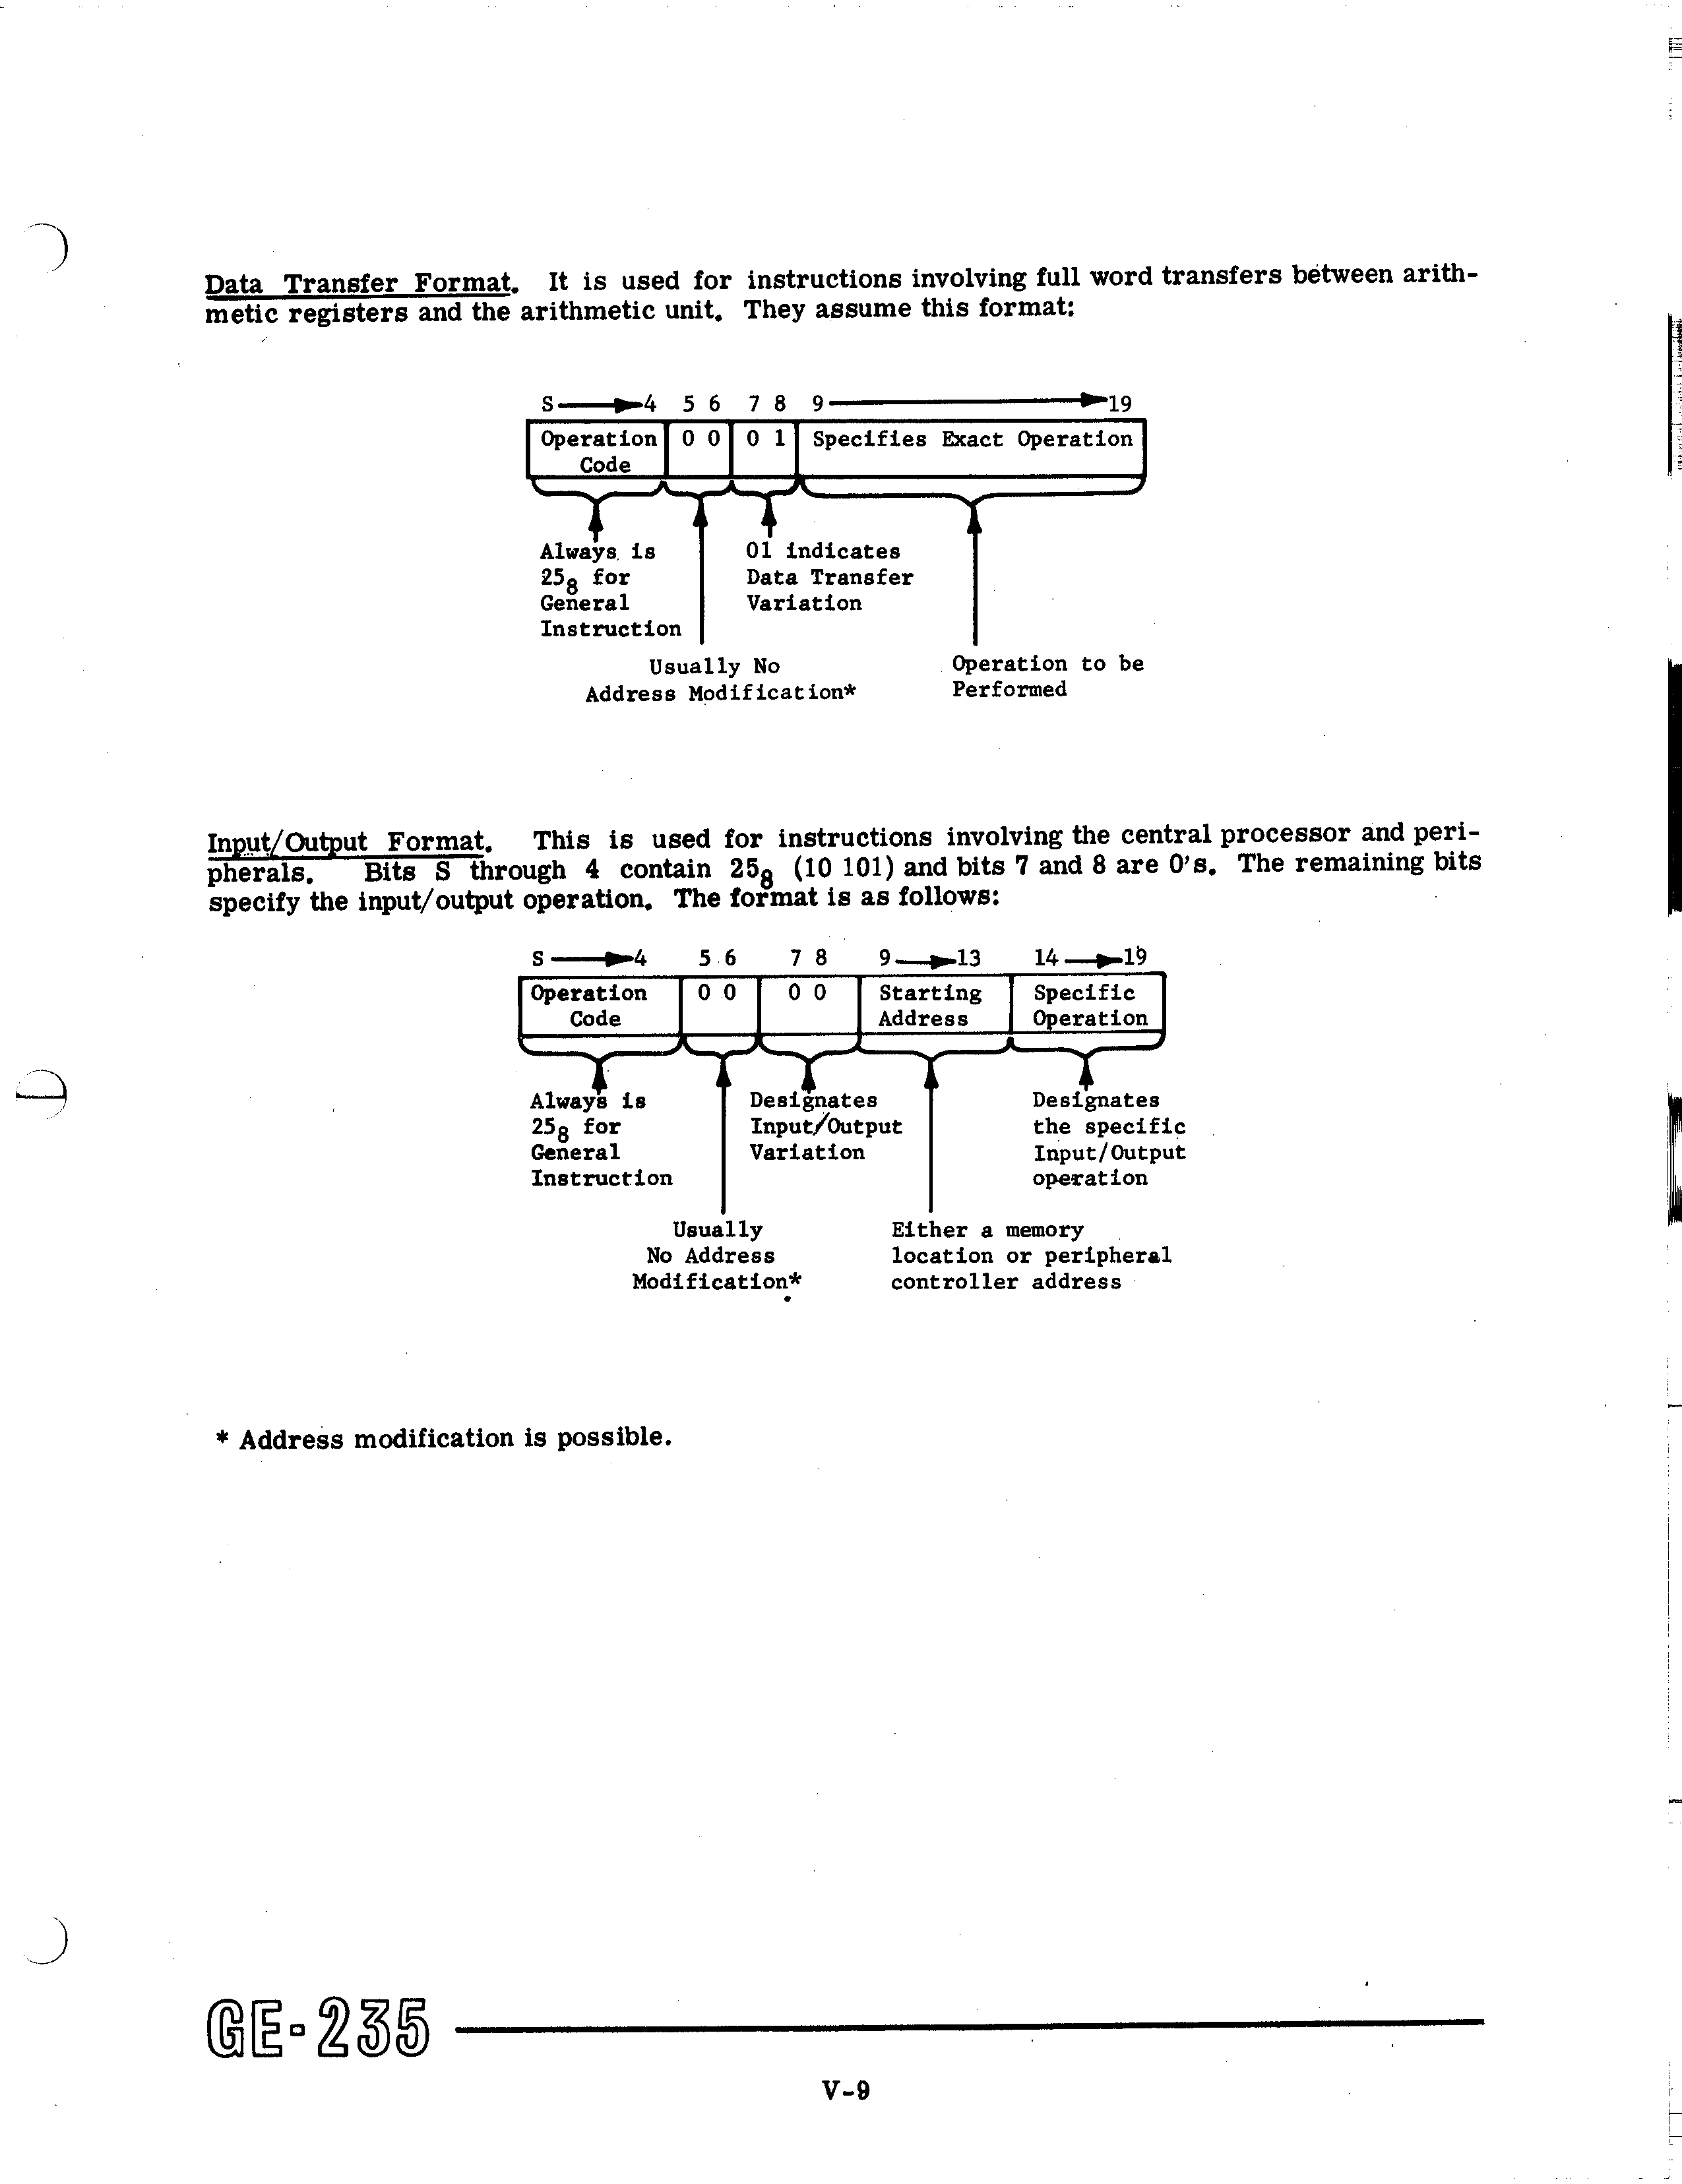 Data Transfer Format. It is used for instructions involving full word transfers between arith-
metic registers and the arithmetic unit. They assume this format:
S 4 5 6 7 8 9 19
Operation Code 0 0 0 1 Specifies Exact Operation
Always is
25₈ for
General
Instruction
01 indicates
Data Transfer
Variation
Usually No
Address Modification*
Operation to be
Performed
Input/Output Format. This is used for instructions involving the central processor and peri-
pherals. Bits S through 4 contain 25₈ (10 101) and bits 7 and 8 are 0's. The remaining bits
specify the input/output operation. The format is as follows:
S 4 5 6 7 8 9 13 14 19
Operation Code 0 0 0 0 Starting Address Specific Operation
Always is
25₈ for
General
Instruction
Designates
Input/Output
Variation
Designates
the specific
Input/Output
operation
Usually
No Address
Modification*
Either a memory
location or peripheral
controller address
* Address modification is possible.
GE-235
V-9